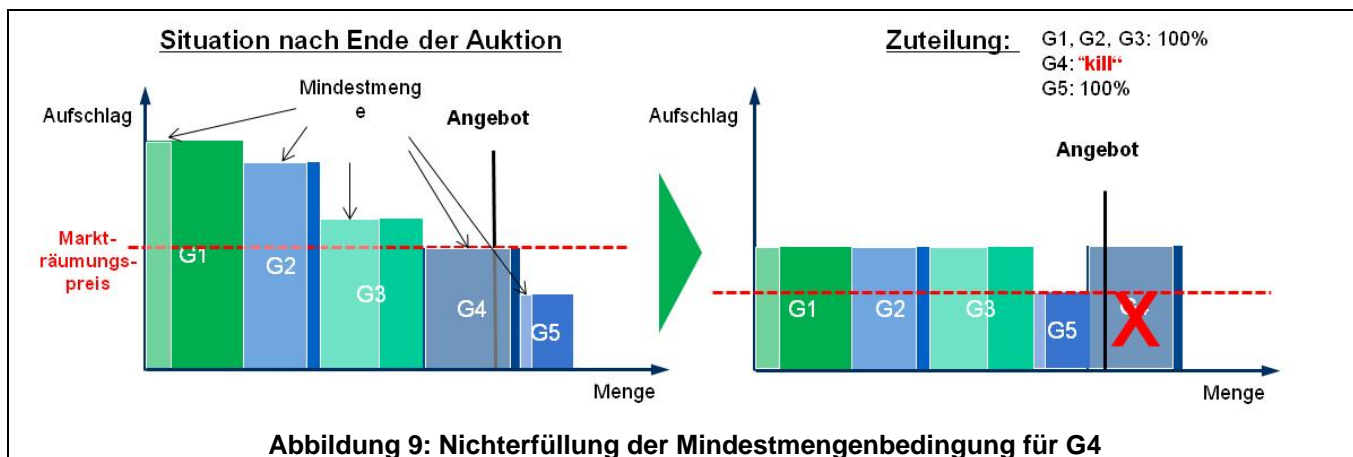 Situation nach Ende der Auktion
Mindestmeng
e
Aufschlag
Angebot
Markt-
räumungs-
preis
G1
G2
G3
G4
G5
Menge
Zuteilung:
G1, G2, G3: 100%
G4: "kill"
G5: 100%
Aufschlag
Angebot
G1
G2
G3
G5
X
Menge
Abbildung 9: Nichterfüllung der Mindestmengenbedingung für G4